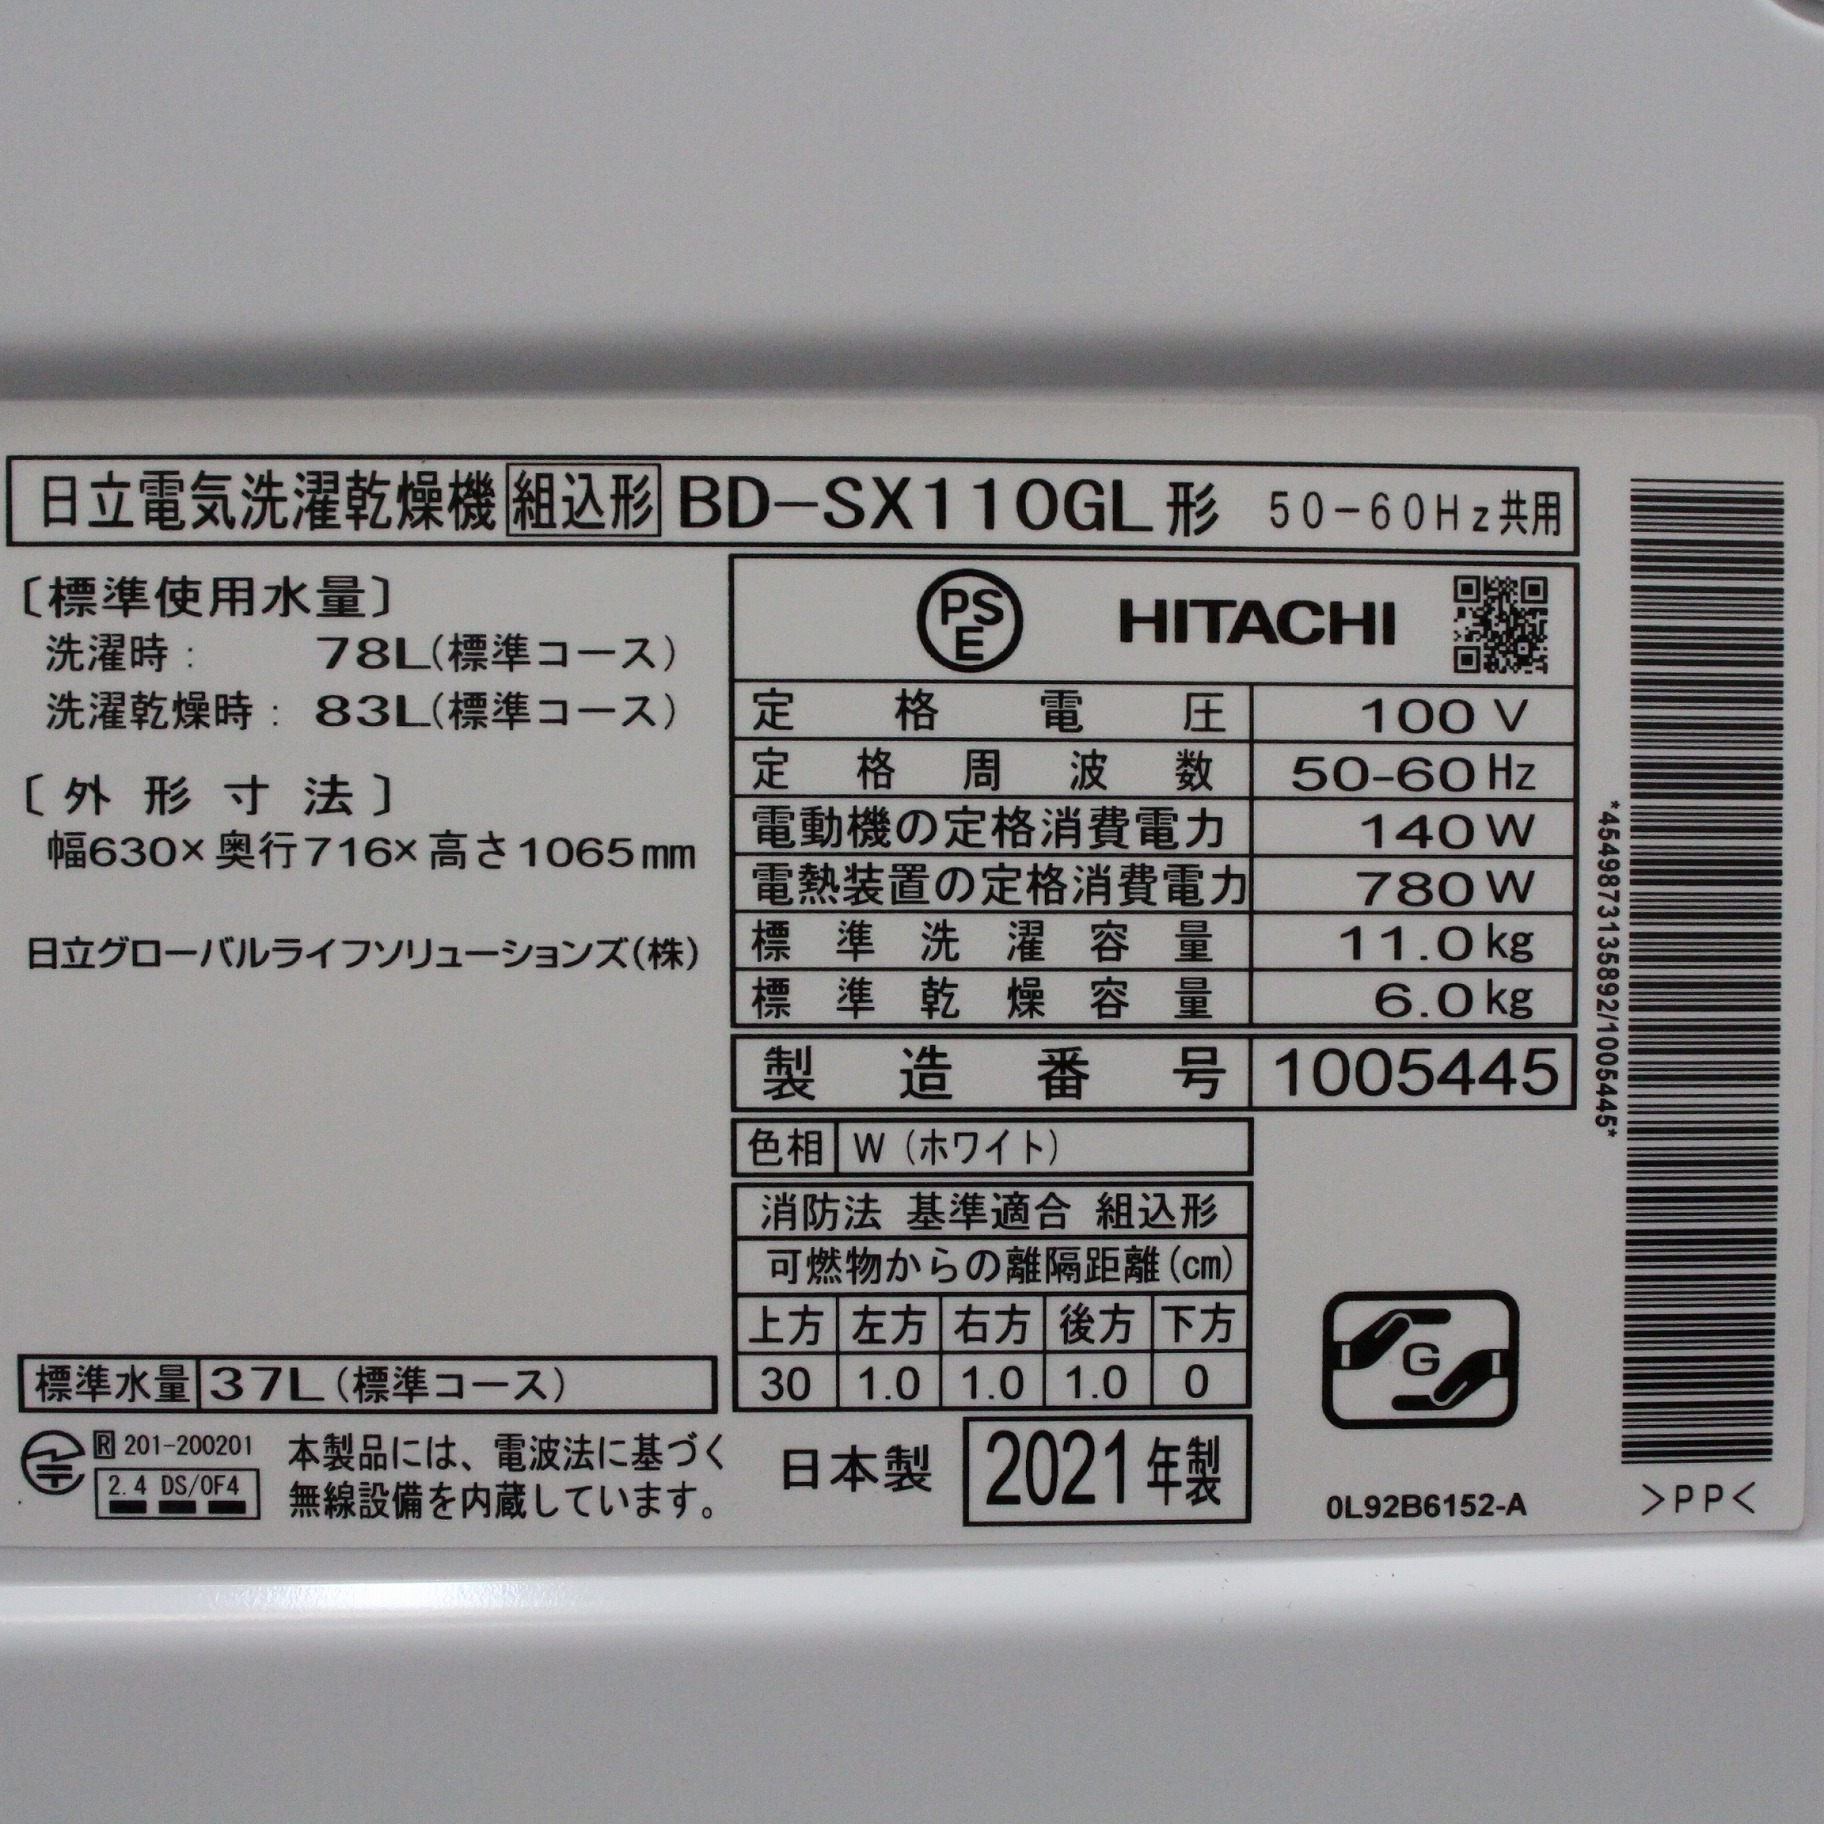 日立電気洗濯乾燥機 組込形 BD-SX110GL形 50-60Hz共用
〔標準使用水量〕
洗濯時: 78L(標準コース)
洗濯乾燥時: 83L(標準コース)
〔外形寸法〕
幅630×奥行716×高さ1065mm
日立グローバルライフソリューションズ(株)
標準水量 37L(標準コース)
R 201-200201
2.4 DS/OF4
本製品には、電波法に基づく
無線設備を内蔵しています。
PSE HITACHI
定格電圧 100V
定格周波数 50-60Hz
電動機の定格消費電力 140W
電熱装置の定格消費電力 780W
標準洗濯容量 11.0kg
標準乾燥容量 6.0kg
製造番号 1005445
色相 W(ホワイト)
消防法 基準適合 組込形
可燃物からの離隔距離(cm)
上方 左方 右方 後方 下方
30 1.0 1.0 1.0 0
日本製 2021年製
G
0L92B6152-A
*4549873135892/1005445*
>PP<